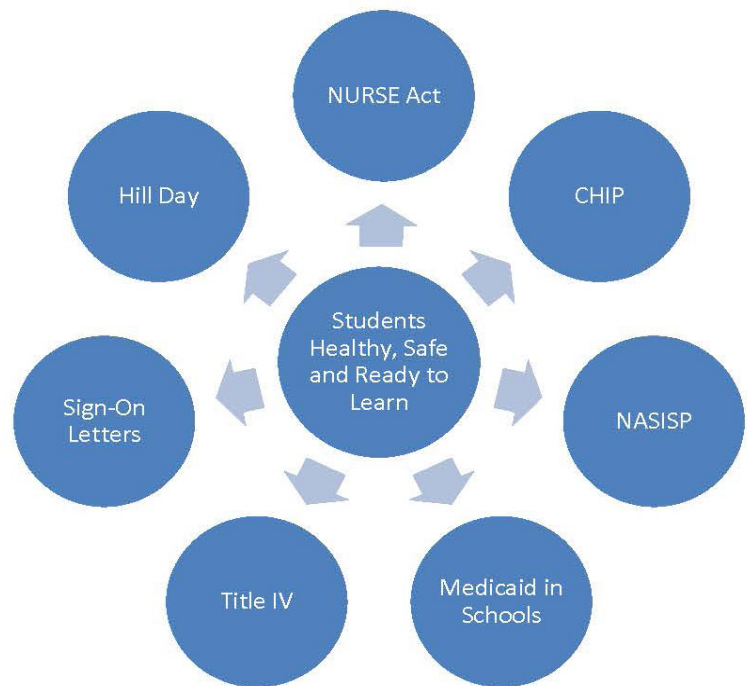 NURSE Act
Hill Day
CHIP
Students
Healthy, Safe
and Ready to
Learn
Sign-On
Letters
NASISP
Title IV
Medicaid in
Schools